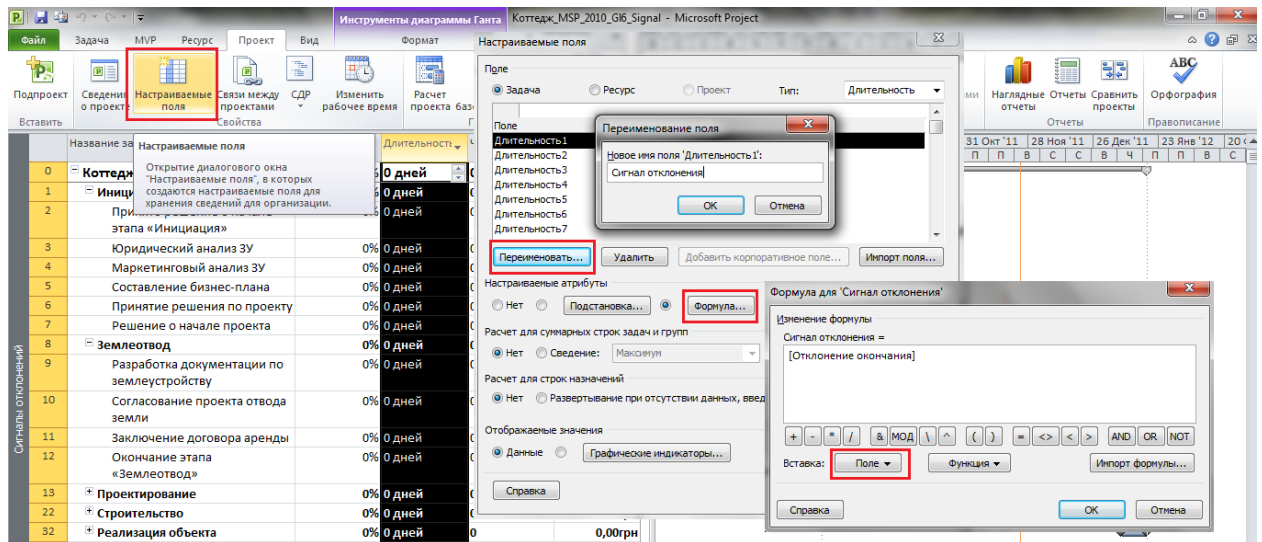 Инструменты диаграммы Ганта
Коттедж_MSP_2010_Gl6_Signal - Microsoft Project
Файл Задача MVP Ресурс Проект Вид Формат
Подпроект
Сведения о проекте
Настраиваемые поля
Связи между проектами
СДР
Изменить рабочее время
Расчет проекта
Наглядные отчеты
Отчеты
Сравнить проекты
ABC
Орфография
Вставить Свойства Отчеты Правописание
Настраиваемые поля
Открытие диалогового окна
"Настраиваемые поля", в которых
создаются настраиваемые поля для
хранения сведений для организации.
Название за
Длительность
31 Окт '11 28 Ноя '11 26 Дек '11 23 Янв '12
П П В С С В Ч П П В С
Сигналы отклонений
0 Коттедж 0 дней
1 Иници 0 дней
2 этапа «Инициация» 0 дней
3 Юридический анализ ЗУ 0% 0 дней
4 Маркетинговый анализ ЗУ 0% 0 дней
5 Составление бизнес-плана 0% 0 дней
6 Принятие решения по проекту 0% 0 дней
7 Решение о начале проекта 0% 0 дней
8 Землеотвод 0% 0 дней
9 Разработка документации по 0% 0 дней
землеустройству
10 Согласование проекта отвода 0% 0 дней
земли
11 Заключение договора аренды 0% 0 дней
12 Окончание этапа 0% 0 дней
«Землеотвод»
13 Проектирование 0% 0 дней
22 Строительство 0% 0 дней
32 Реализация объекта 0% 0 дней 0 0,00грн
Настраиваемые поля
Поле
Задача Ресурс Проект Тип: Длительность
Поле
Длительность1
Длительность2
Длительность3
Длительность4
Длительность5
Длительность6
Длительность7
Переименовать... Удалить Добавить корпоративное поле... Импорт поля...
Настраиваемые атрибуты
Нет Подстановка... Формула...
Расчет для суммарных строк задач и групп
Нет Сведение: Максимум
Расчет для строк назначений
Нет Развертывание при отсутствии данных, введ
Отображаемые значения
Данные Графические индикаторы...
Справка
Переименование поля
Новое имя поля 'Длительность1':
Сигнал отклонения
ОК Отмена
Формула для 'Сигнал отклонения'
Изменение формулы
Сигнал отклонения =
[Отклонение окончания]
+ - * / & МОД \ ^ ( ) = <> < > AND OR NOT
Вставка: Поле Функция Импорт формулы...
Справка ОК Отмена